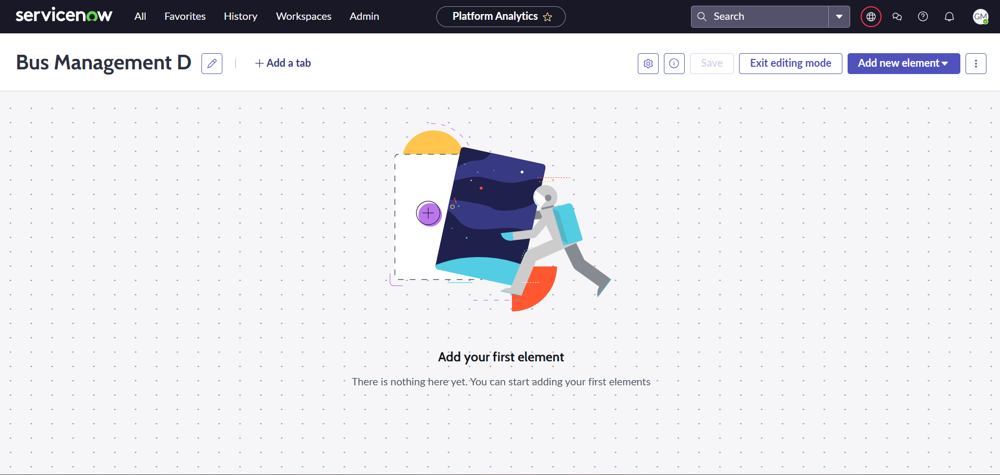 servicenow All Favorites History Workspaces Admin Platform Analytics Search GM
Bus Management D Add a tab Save Exit editing mode Add new element
Add your first element
There is nothing here yet. You can start adding your first elements